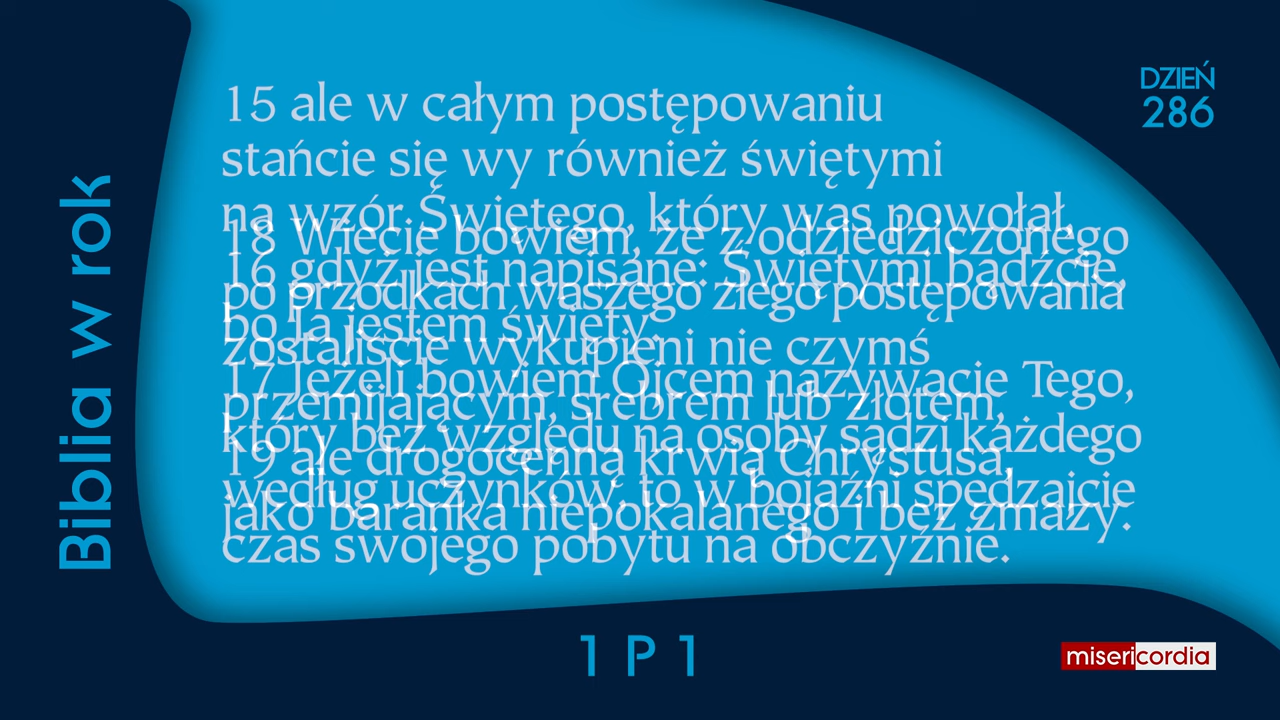 DZIEŃ
286
15 ale w całym postępowaniu
stańcie się wy również świętymi
na wzór Świętego, który was powołał,
16 gdyż jest napisane: Świętymi bądźcie,
bo Ja jestem święty.
17 Jeżeli bowiem Ojcem nazywacie Tego,
który bez względu na osoby sądzi każdego
według uczynków, to w bojaźni spędzajcie
czas swojego pobytu na obczyźnie.
18 Wiecie bowiem, że z odziedziczonego
po przodkach waszego złego postępowania
zostaliście wykupieni nie czymś
przemijającym, srebrem lub złotem,
19 ale drogocenną krwią Chrystusa,
jako baranka niepokalanego i bez zmazy.
Biblia w rok
1 P 1
misericordia